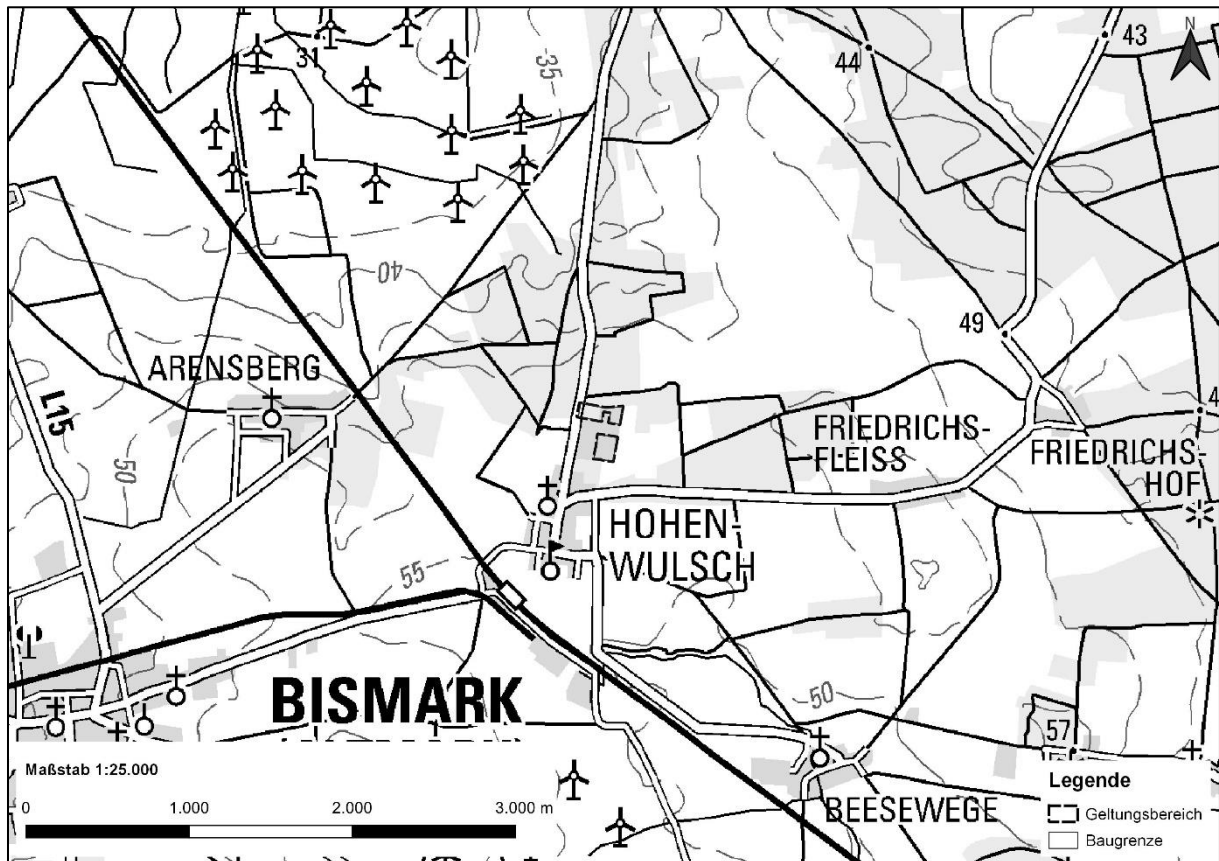 N
31
35
44
43
40
49
4
ARENSBERG
L15
50
FRIEDRICHS-
FLEISS
FRIEDRICHS-
HOF
HOHEN-
WULSCH
55
BISMARK
50
57
BEESEWEGE
Maßstab 1:25.000
0 1.000 2.000 3.000 m
Legende
Geltungsbereich
Baugrenze